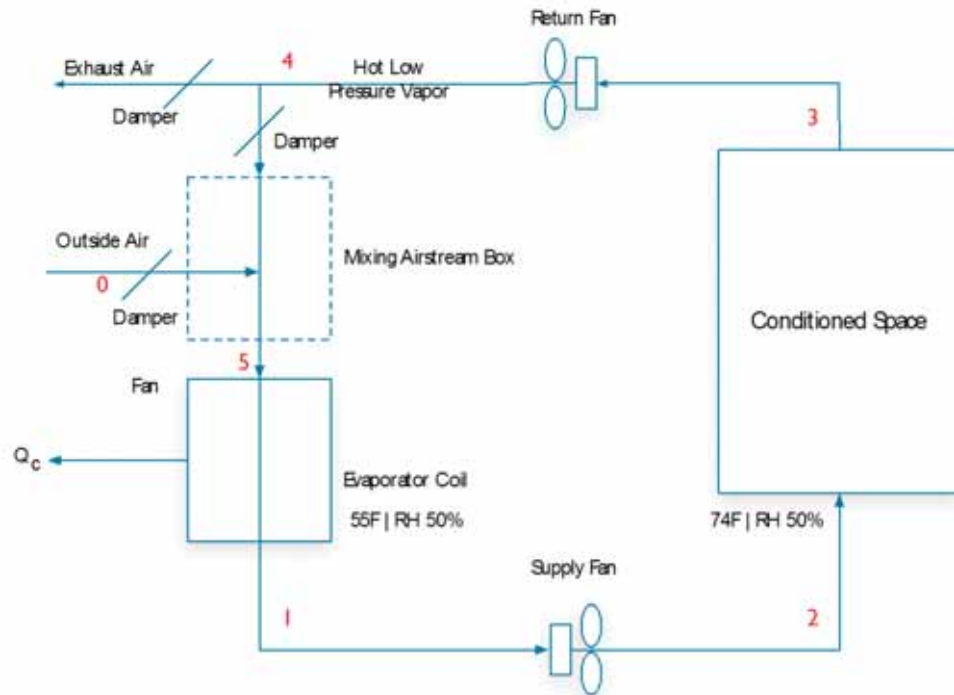 Return Fan
4
Exhaust Air
Hot Low
Pressure Vapor
Damper
Damper
3
Outside Air
Mixing Airstream Box
0
Damper
Conditioned Space
5
Fan
Qc
Evaporator Coil
55F | RH 50%
74F | RH 50%
Supply Fan
1
2